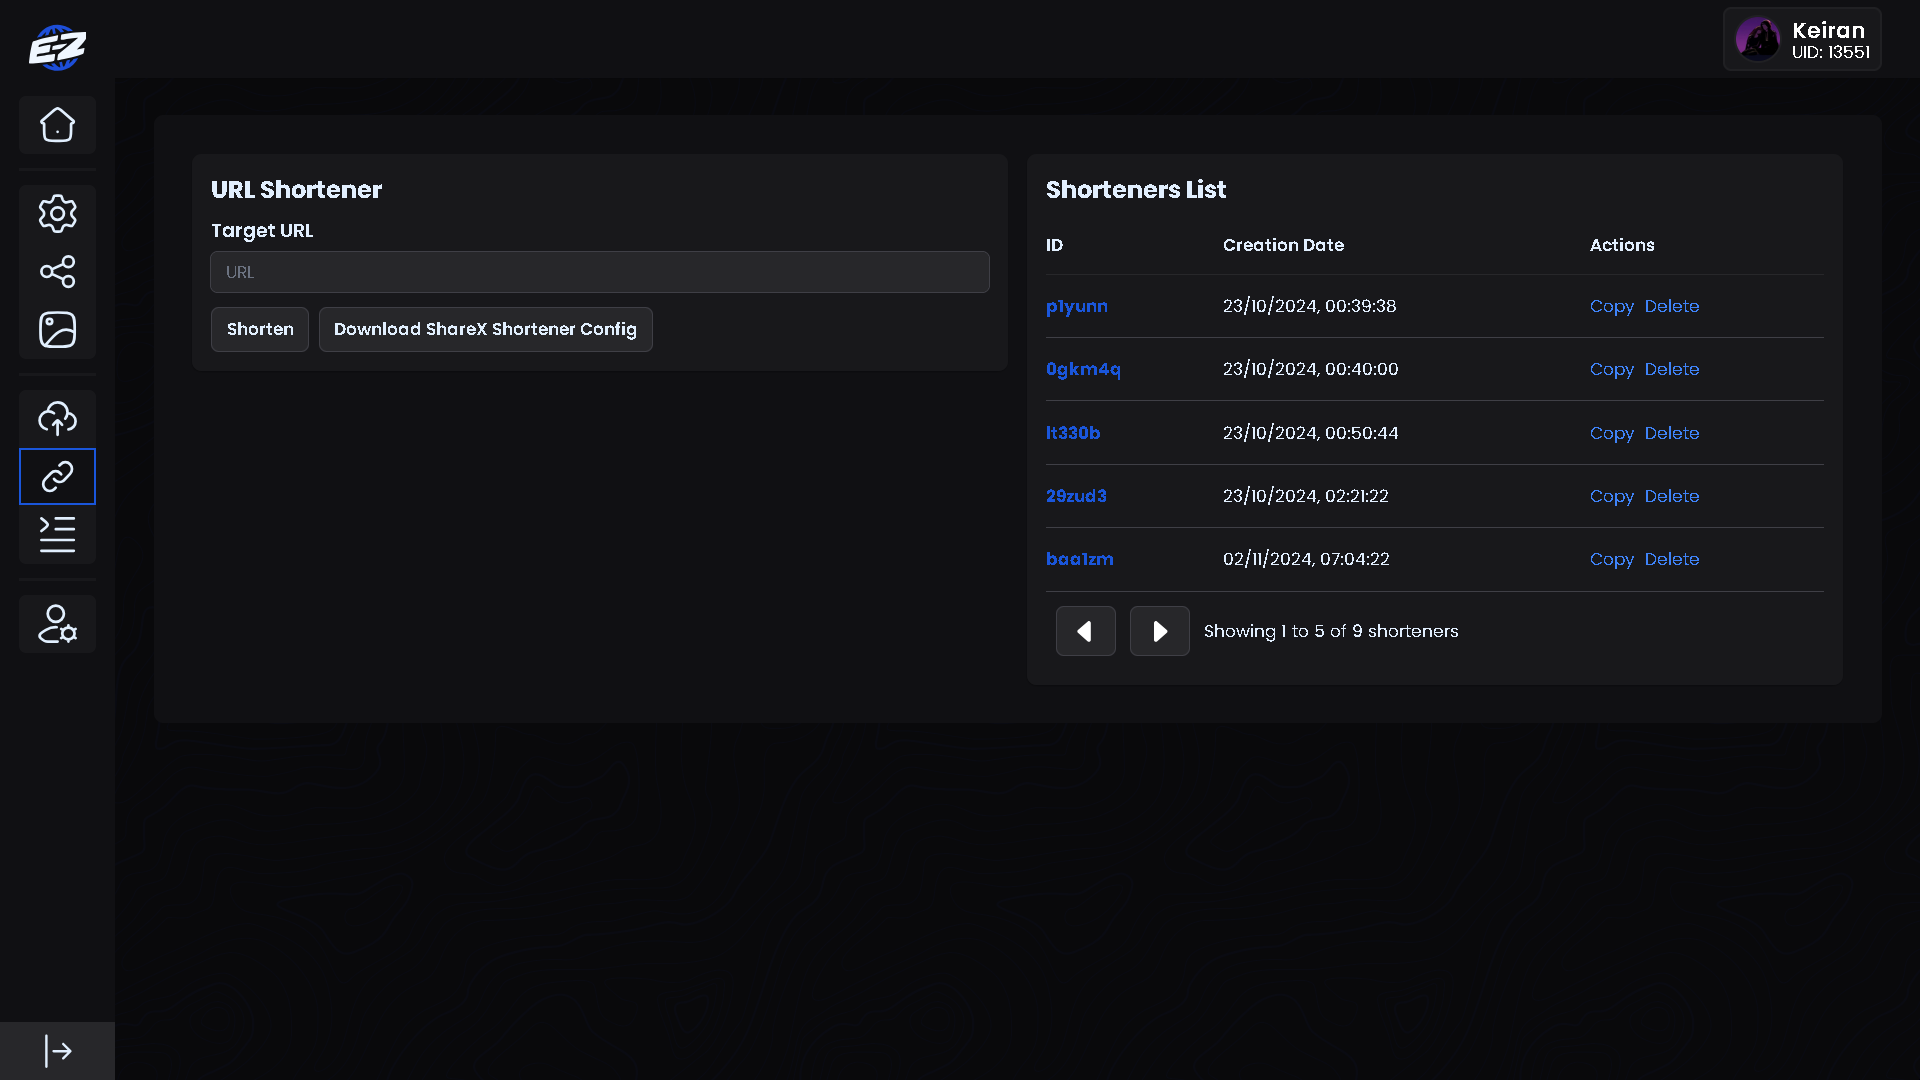 E-Z
Keiran
UID: 13551
URL Shortener
Target URL
URL
Shorten
Download ShareX Shortener Config
Shorteners List
ID Creation Date Actions
p1yunn 23/10/2024, 00:39:38 Copy Delete
0gkm4q 23/10/2024, 00:40:00 Copy Delete
lt330b 23/10/2024, 00:50:44 Copy Delete
29zud3 23/10/2024, 02:21:22 Copy Delete
baa1zm 02/11/2024, 07:04:22 Copy Delete
Showing 1 to 5 of 9 shorteners